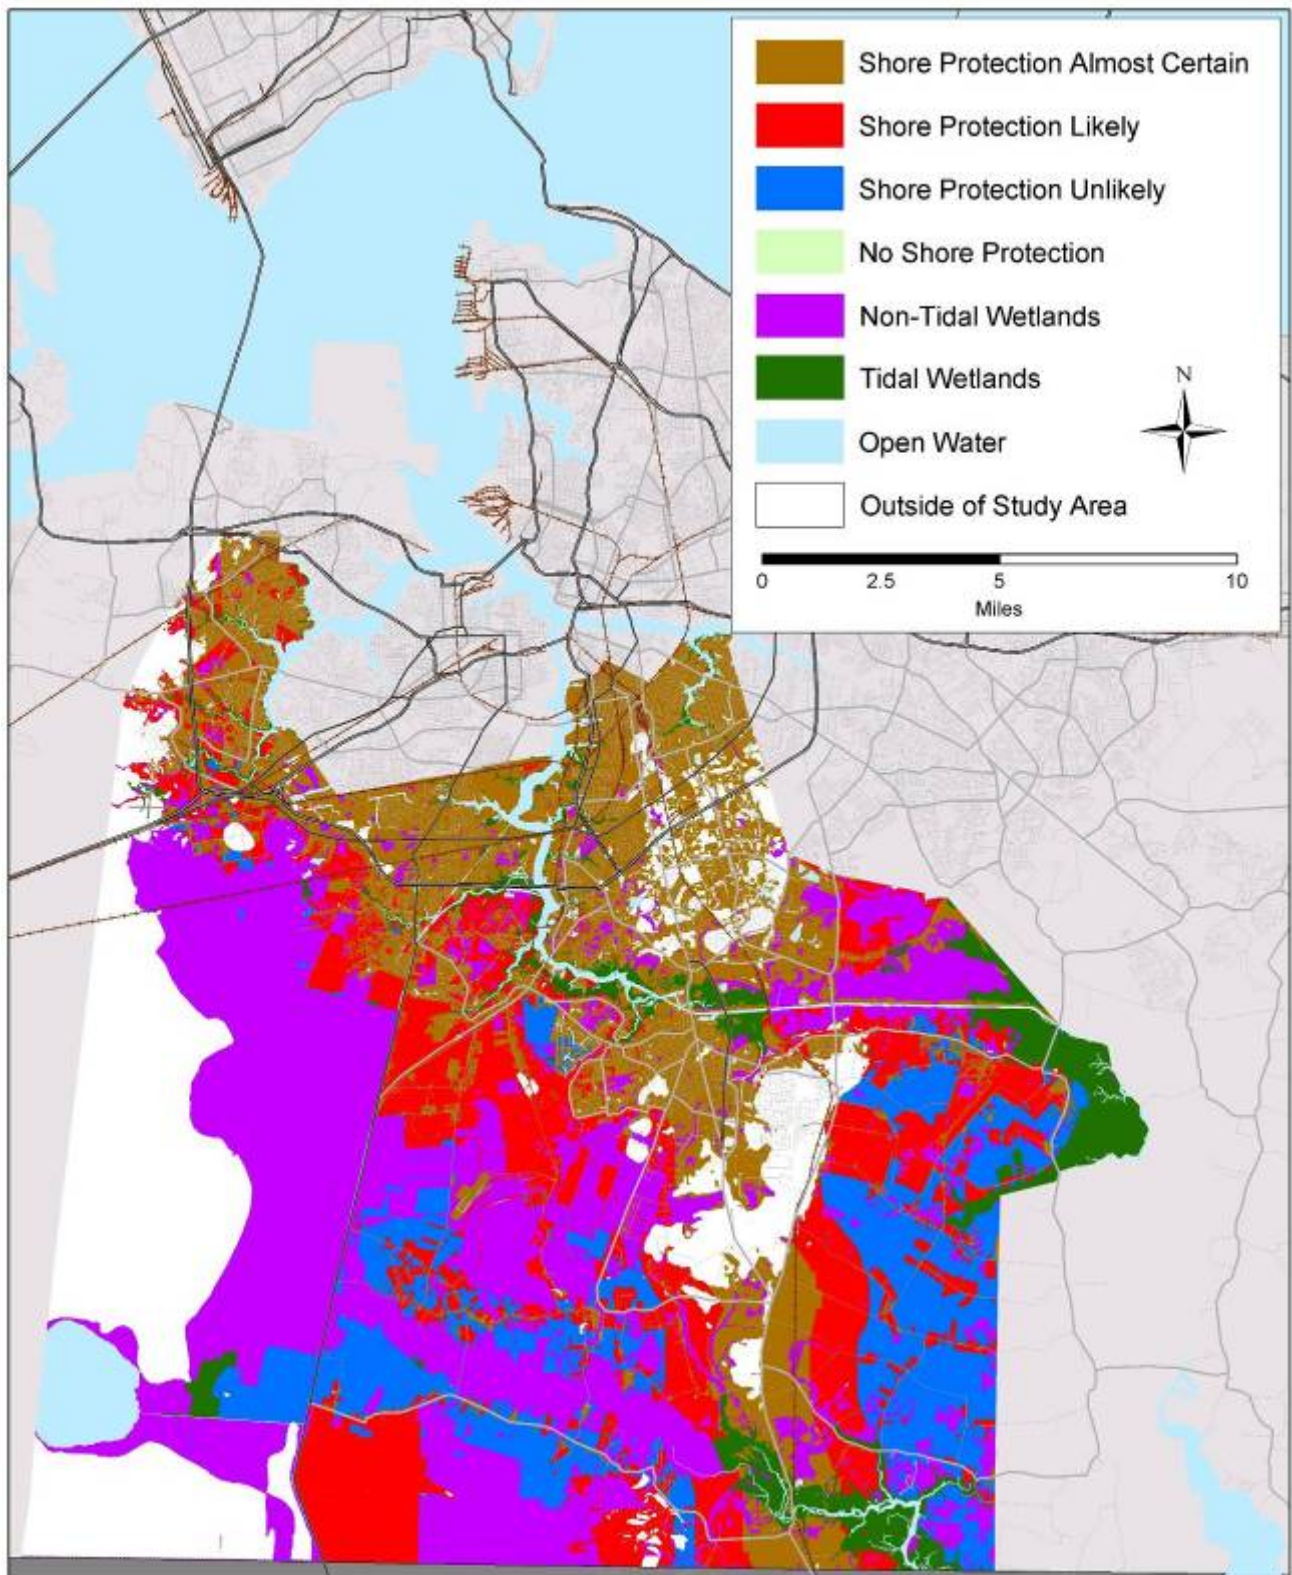 Shore Protection Almost Certain
Shore Protection Likely
Shore Protection Unlikely
No Shore Protection
Non-Tidal Wetlands
Tidal Wetlands
Open Water
Outside of Study Area
N
0 2.5 5 10
Miles